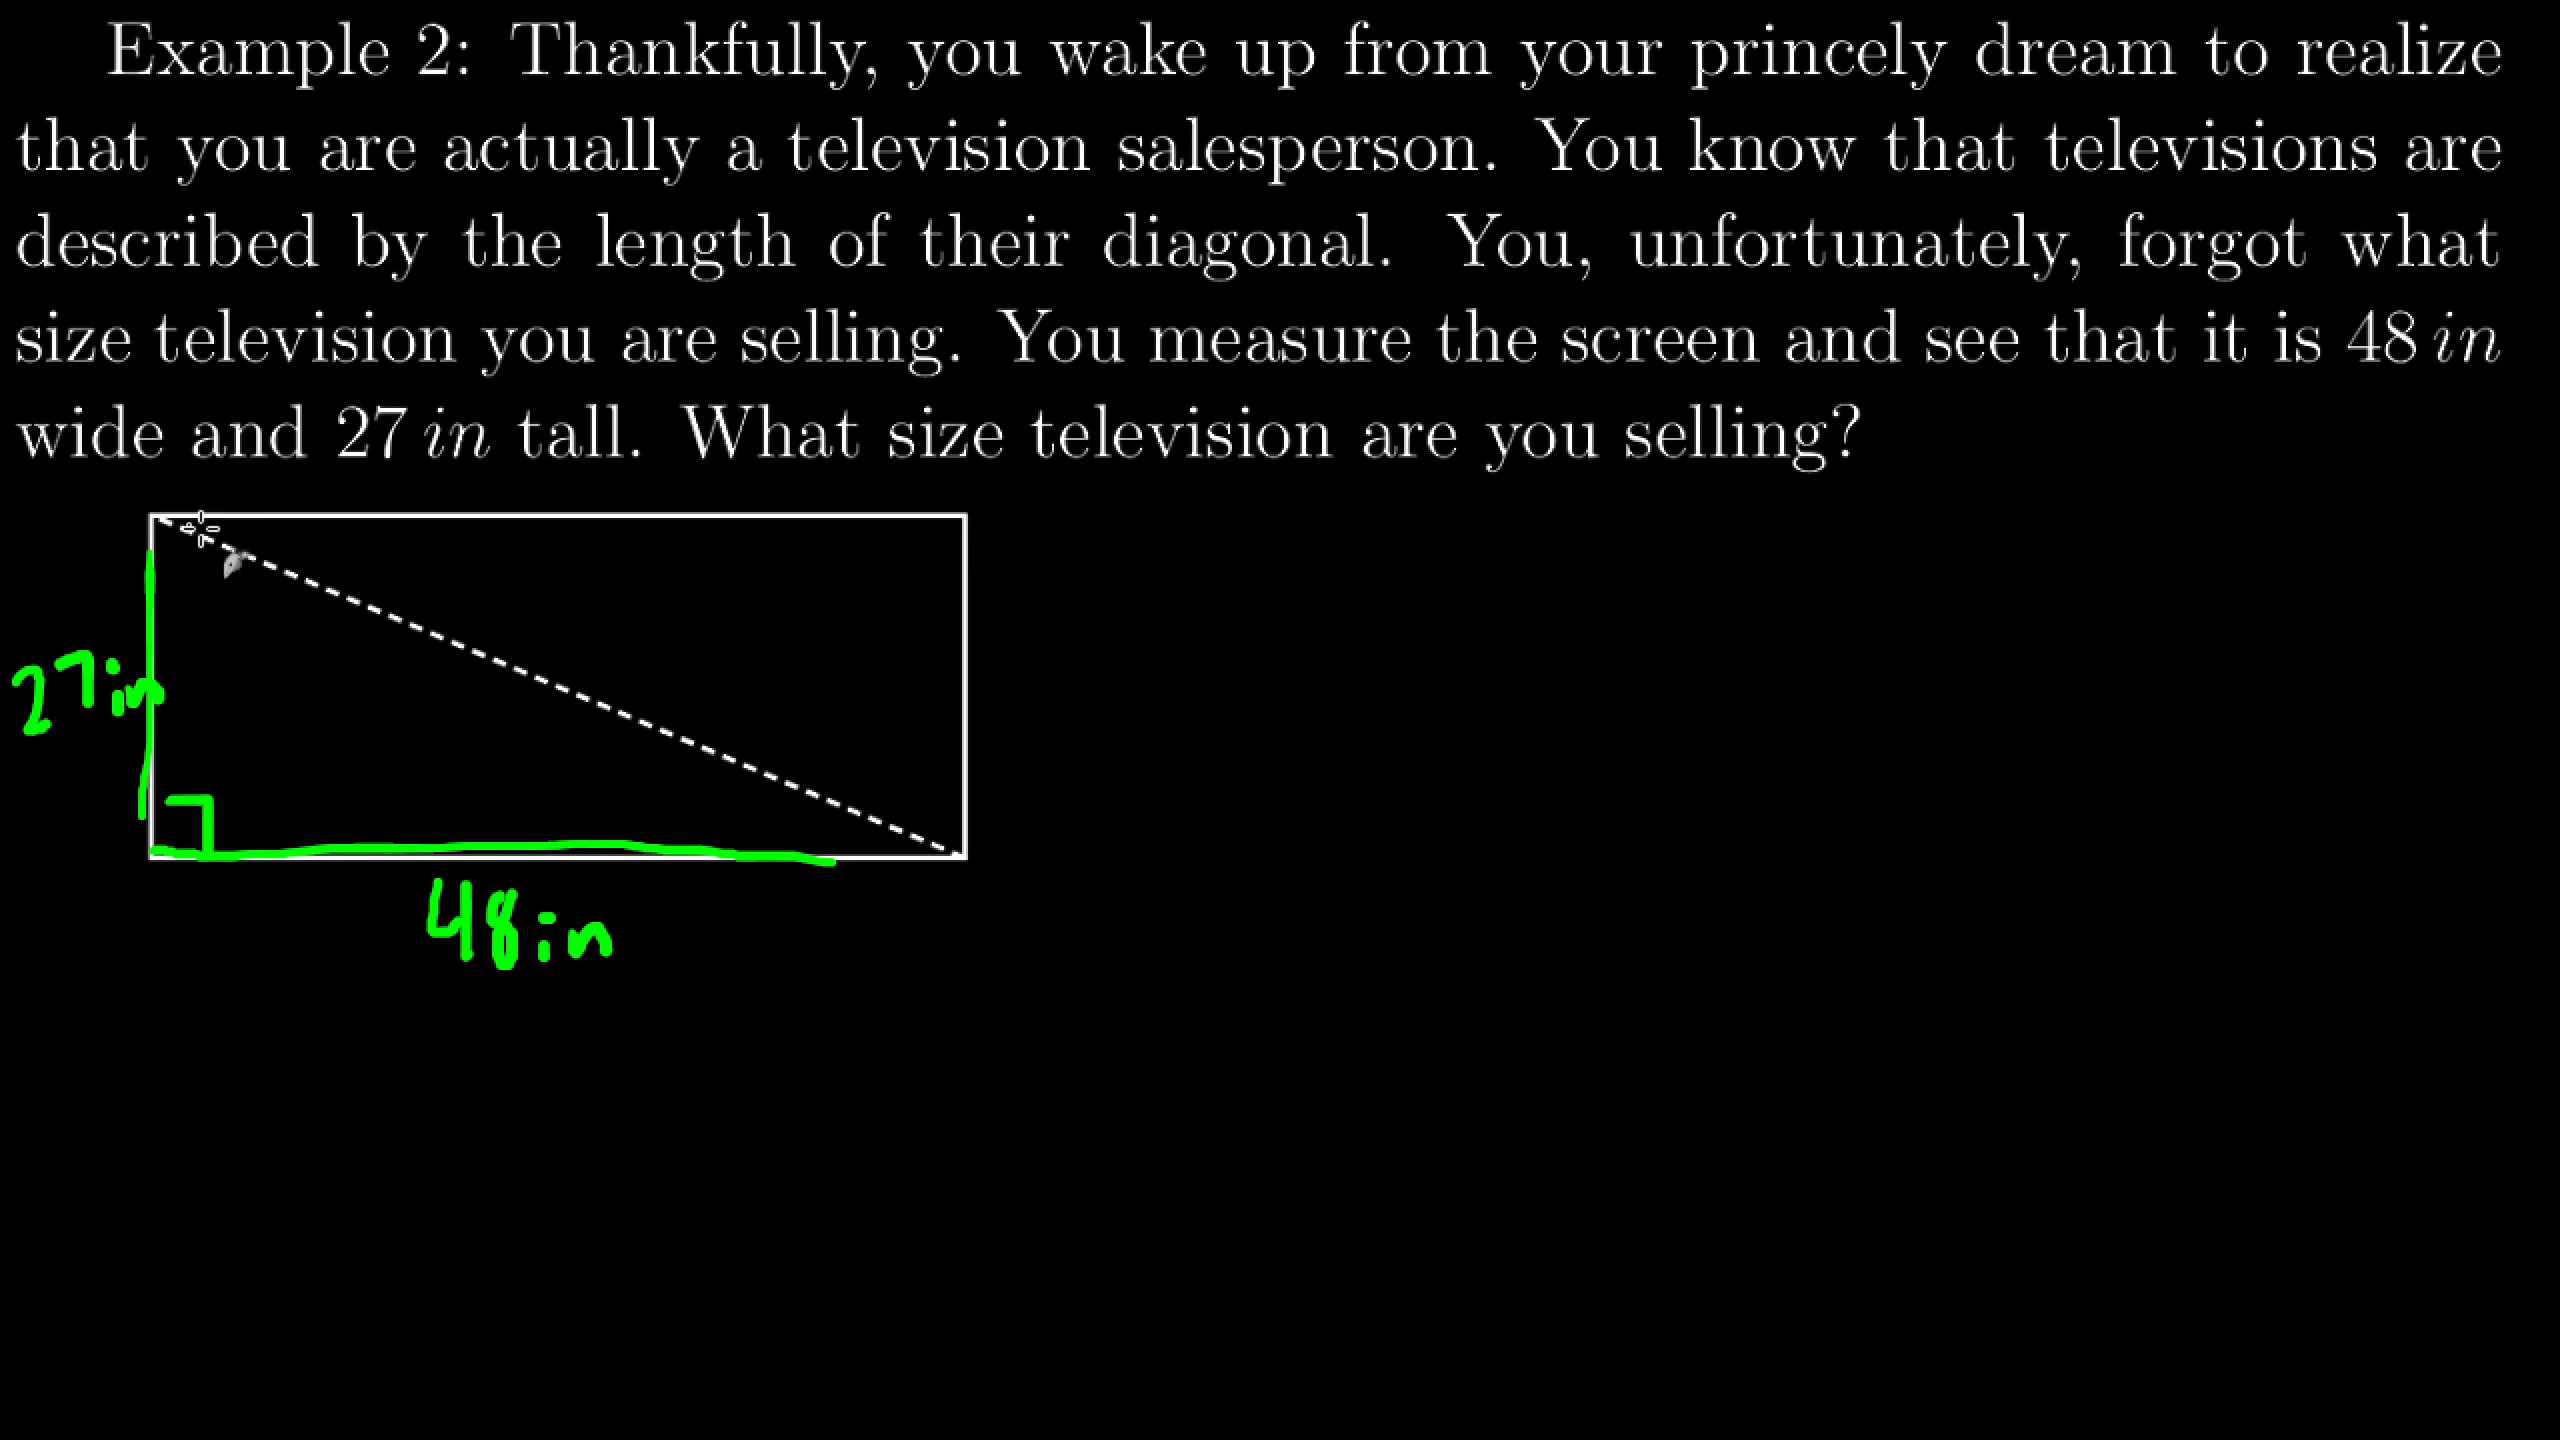 Example 2: Thankfully, you wake up from your princely dream to realize
that you are actually a television salesperson. You know that televisions are
described by the length of their diagonal. You, unfortunately, forgot what
size television you are selling. You measure the screen and see that it is 48 in
wide and 27 in tall. What size television are you selling?
27in
48in